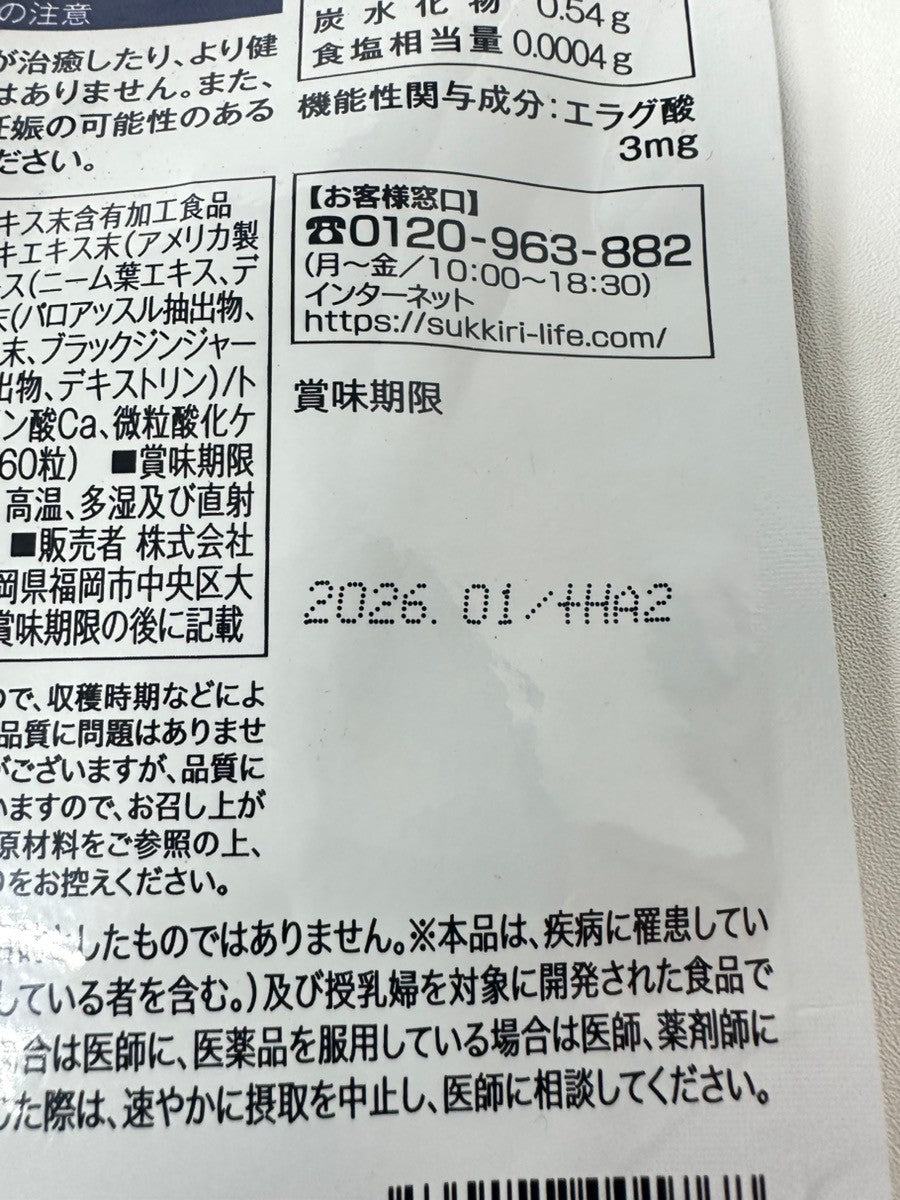 の注意
が治癒したり、より健
はありません。また、
妊娠の可能性のある
ださい。
炭水化物 0.54g
食塩相当量 0.0004g
機能性関与成分:エラグ酸
3mg
【お客様窓口】
☎0120-963-882
(月~金/10:00~18:30)
インターネット
https://sukkiri-life.com/
キス末含有加工食品
キエキス末(アメリカ製
ス(ニーム葉エキス、デ
末(パロアッスル抽出物、
末、ブラックジンジャー
出物、デキストリン)/ト
ン酸Ca、微粒酸化ケ
60粒) ■賞味期限
高温、多湿及び直射
■販売者 株式会社
岡県福岡市中央区大
賞味期限の後に記載
賞味期限
2026. 01/+HA2
ので、収穫時期などによ
品質に問題はありませ
がございますが、品質に
いますので、お召し上が
原材料をご参照の上、
をお控えください。
したものではありません。※本品は、疾病に罹患してい
している者を含む。)及び授乳婦を対象に開発された食品で
合は医師に、医薬品を服用している場合は医師、薬剤師に
た際は、速やかに摂取を中止し、医師に相談してください。